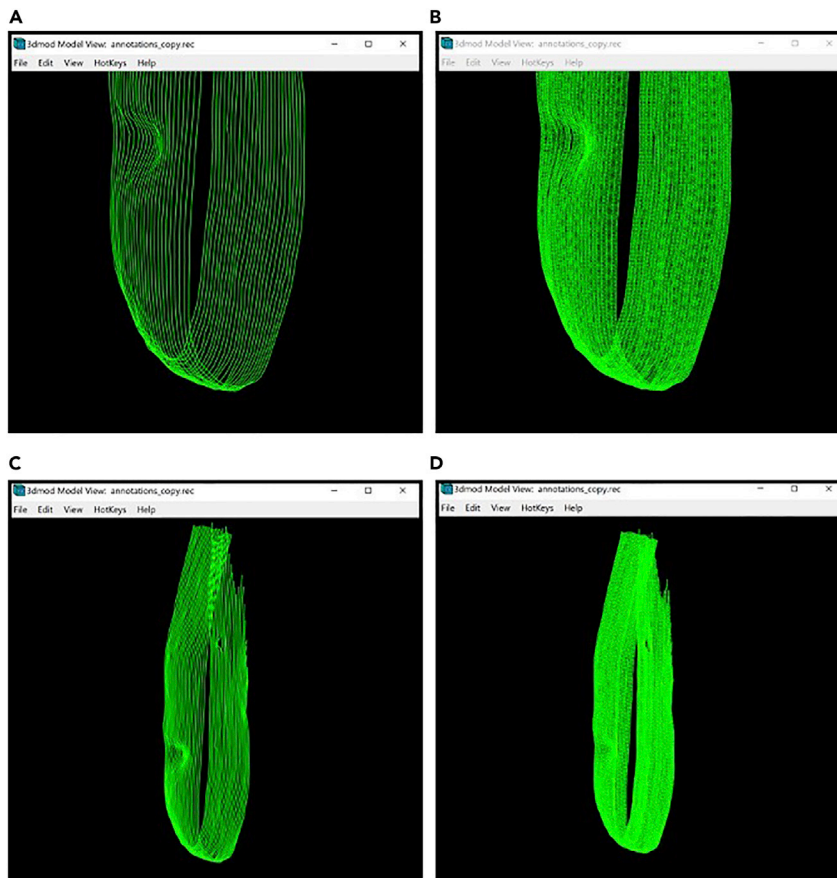 A
3dmod Model View: annotations_copy.rec
File Edit View HotKeys Help
B
3dmod Model View: annotations_copy.rec
File Edit View HotKeys Help
C
3dmod Model View: annotations_copy.rec
File Edit View HotKeys Help
D
3dmod Model View: annotations_copy.rec
File Edit View HotKeys Help